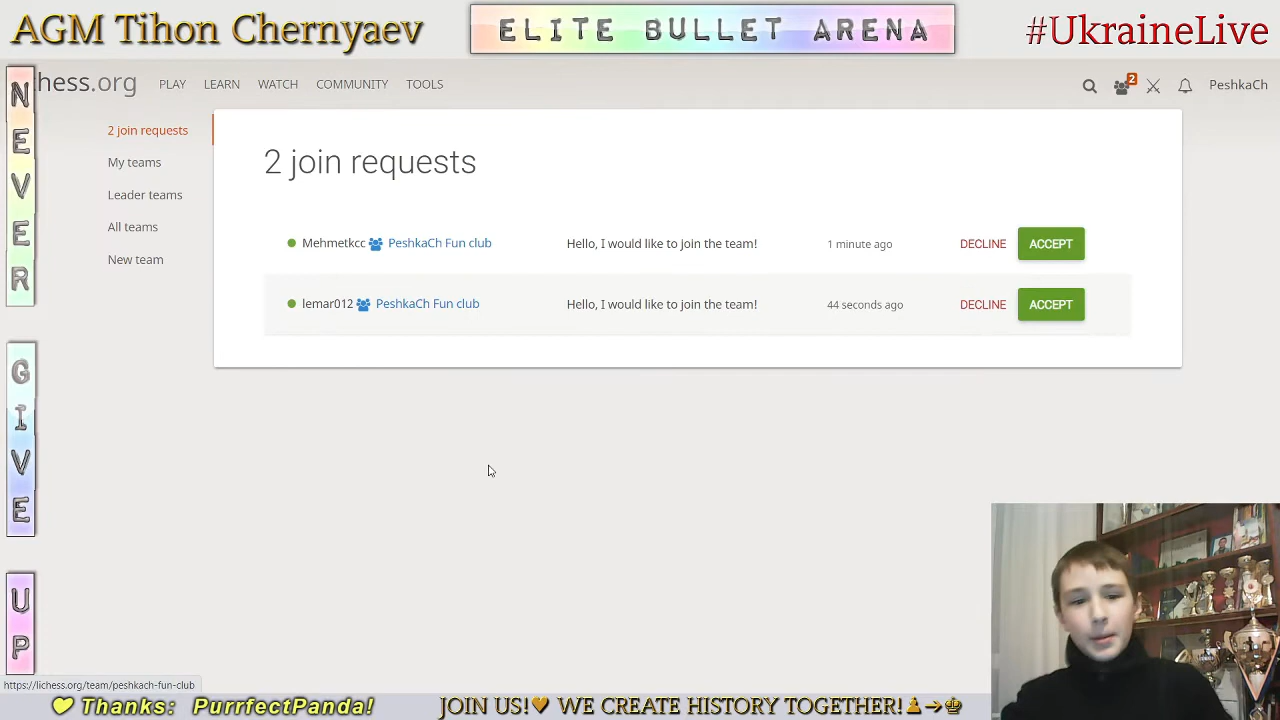 AGM Tihon Chernyaev
ELITE BULLET ARENA
#UkraineLive
hess.org
PLAY
LEARN
WATCH
COMMUNITY
TOOLS
2
PeshkaCh
NEVER
GIVE
UP
2 join requests
My teams
Leader teams
All teams
New team
2 join requests
Mehmetkcc PeshkaCh Fun club Hello, I would like to join the team! 1 minute ago DECLINE ACCEPT
lemar012 PeshkaCh Fun club Hello, I would like to join the team! 44 seconds ago DECLINE ACCEPT
https://lichess.org/team/peshkach-fun-club
Thanks: PurrfectPanda!
JOIN US! WE CREATE HISTORY TOGETHER!